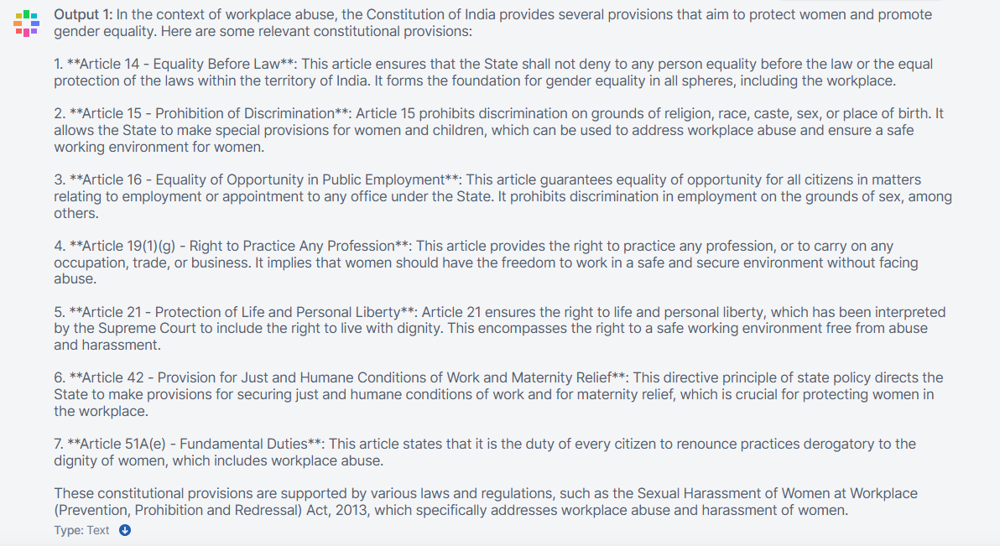 Output 1: In the context of workplace abuse, the Constitution of India provides several provisions that aim to protect women and promote
gender equality. Here are some relevant constitutional provisions:
1. **Article 14 - Equality Before Law**: This article ensures that the State shall not deny to any person equality before the law or the equal
protection of the laws within the territory of India. It forms the foundation for gender equality in all spheres, including the workplace.
2. **Article 15 - Prohibition of Discrimination**: Article 15 prohibits discrimination on grounds of religion, race, caste, sex, or place of birth. It
allows the State to make special provisions for women and children, which can be used to address workplace abuse and ensure a safe
working environment for women.
3. **Article 16 - Equality of Opportunity in Public Employment**: This article guarantees equality of opportunity for all citizens in matters
relating to employment or appointment to any office under the State. It prohibits discrimination in employment on the grounds of sex, among
others.
4. **Article 19(1)(g) - Right to Practice Any Profession**: This article provides the right to practice any profession, or to carry on any
occupation, trade, or business. It implies that women should have the freedom to work in a safe and secure environment without facing
abuse.
5. **Article 21 - Protection of Life and Personal Liberty**: Article 21 ensures the right to life and personal liberty, which has been interpreted
by the Supreme Court to include the right to live with dignity. This encompasses the right to a safe working environment free from abuse
and harassment.
6. **Article 42 - Provision for Just and Humane Conditions of Work and Maternity Relief**: This directive principle of state policy directs the
State to make provisions for securing just and humane conditions of work and for maternity relief, which is crucial for protecting women in
the workplace.
7. **Article 51A(e) - Fundamental Duties**: This article states that it is the duty of every citizen to renounce practices derogatory to the
dignity of women, which includes workplace abuse.
These constitutional provisions are supported by various laws and regulations, such as the Sexual Harassment of Women at Workplace
(Prevention, Prohibition and Redressal) Act, 2013, which specifically addresses workplace abuse and harassment of women.
Type: Text